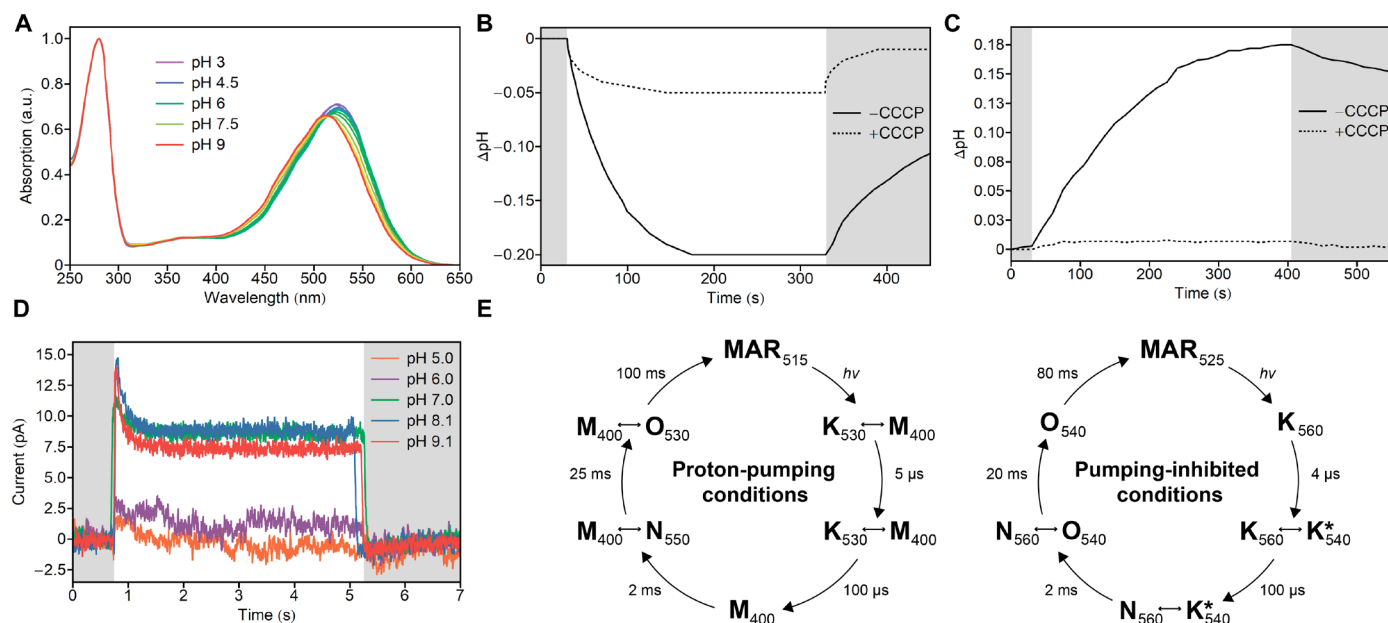 A
1.0
0.8
0.6
0.4
0.2
0
Absorption (a.u.)
pH 3
pH 4.5
pH 6
pH 7.5
pH 9
250 300 350 400 450 500 550 600 650
Wavelength (nm)
B
0
−0.05
−0.10
−0.15
−0.20
ΔpH
−CCCP
+CCCP
0 100 200 300 400
Time (s)
C
0.18
0.15
0.13
0.10
0.08
0.05
0.03
0
ΔpH
−CCCP
+CCCP
0 100 200 300 400 500
Time (s)
D
15.0
12.5
10.0
7.5
5.0
2.5
0
−2.5
Current (pA)
pH 5.0
pH 6.0
pH 7.0
pH 8.1
pH 9.1
0 1 2 3 4 5 6 7
Time (s)
E
MAR515
100 ms
hv
M400 ↔ O530
K530 ↔ M400
Proton-pumping
conditions
25 ms
5 µs
M400 ↔ N550
K530 ↔ M400
2 ms
100 µs
M400
MAR525
80 ms
hv
O540
K560
Pumping-inhibited
conditions
20 ms
4 µs
N560 ↔ O540
K560 ↔ K*540
2 ms
100 µs
N560 ↔ K*540